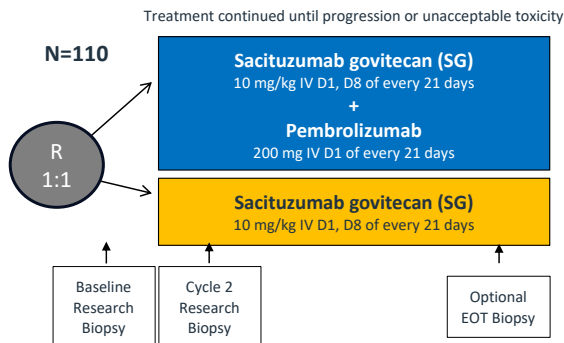 Treatment continued until progression or unacceptable toxicity
N=110
Sacituzumab govitecan (SG)
10 mg/kg IV D1, D8 of every 21 days
+
Pembrolizumab
200 mg IV D1 of every 21 days
R
1:1
Sacituzumab govitecan (SG)
10 mg/kg IV D1, D8 of every 21 days
Baseline
Research
Biopsy
Cycle 2
Research
Biopsy
Optional
EOT Biopsy